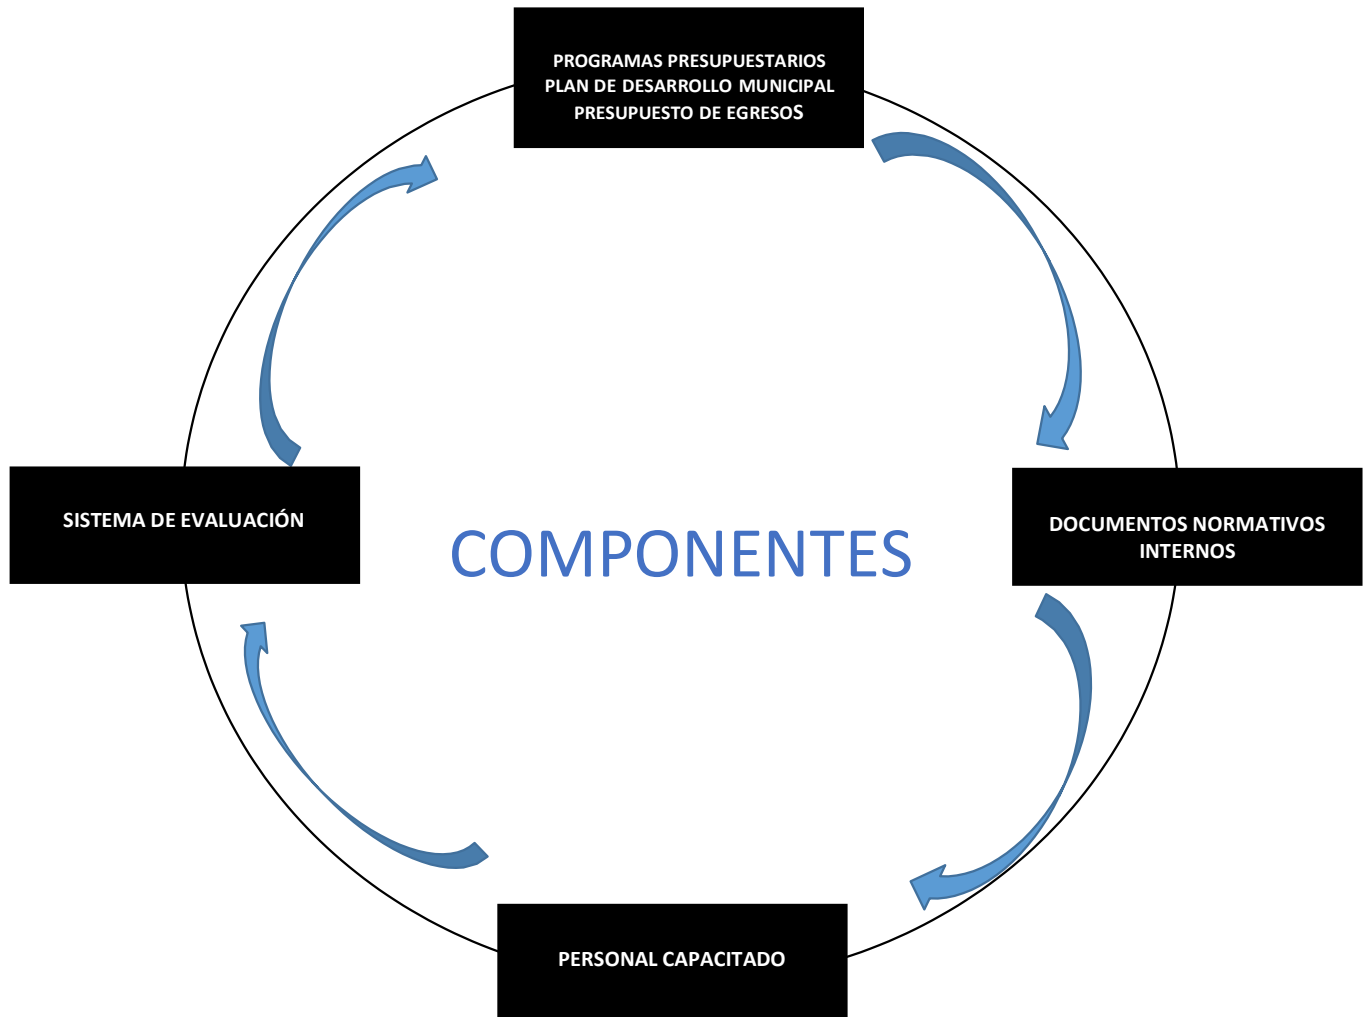 PROGRAMAS PRESUPUESTARIOS
PLAN DE DESARROLLO MUNICIPAL
PRESUPUESTO DE EGRESOS
SISTEMA DE EVALUACIÓN
COMPONENTES
DOCUMENTOS NORMATIVOS
INTERNOS
PERSONAL CAPACITADO